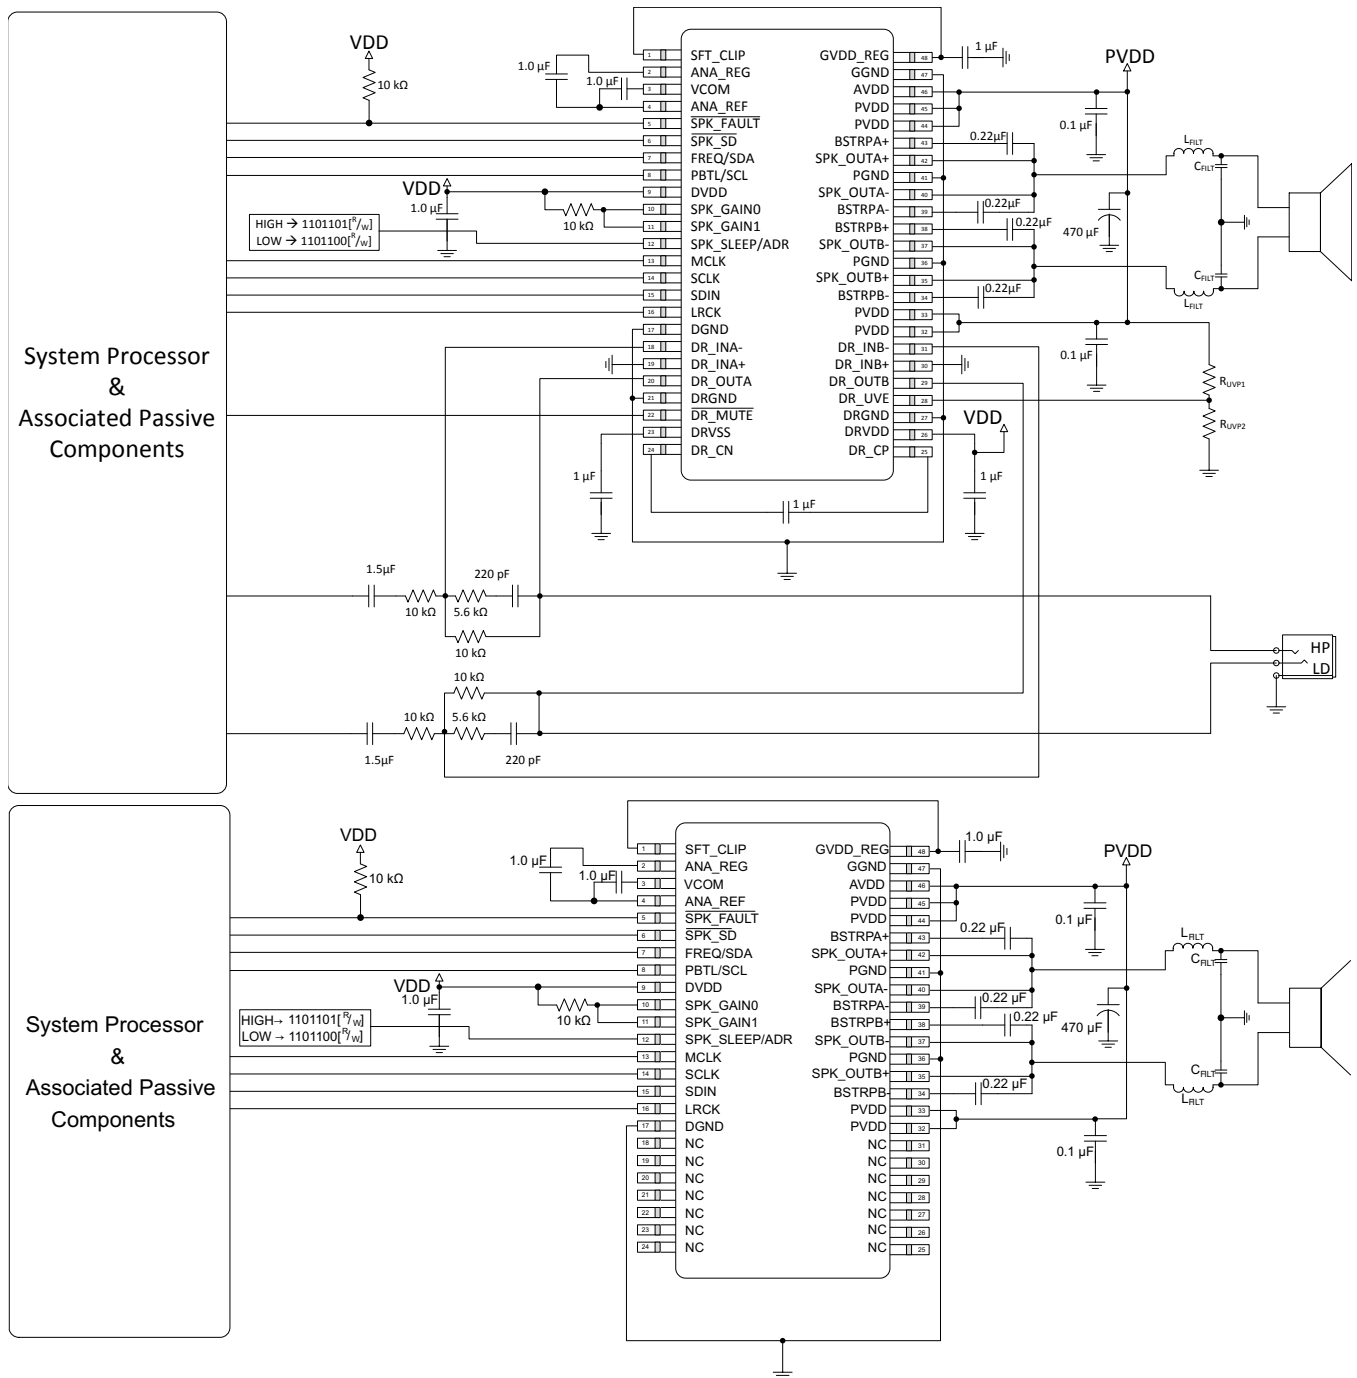 VDD
10 kΩ
1.0 µF
1.0 µF
1 µF
PVDD
1 SFT_CLIP GVDD_REG 48
2 ANA_REG GGND 47
3 VCOM AVDD 46
4 ANA_REF PVDD 45
5 SPK_FAULT PVDD 44
6 SPK_SD BSTRPA+ 43
7 FREQ/SDA SPK_OUTA+ 42
8 PBTL/SCL PGND 41
9 DVDD SPK_OUTA- 40
10 SPK_GAIN0 BSTRPA- 39
11 SPK_GAIN1 BSTRPB+ 38
12 SPK_SLEEP/ADR SPK_OUTB- 37
13 MCLK PGND 36
14 SCLK SPK_OUTB+ 35
15 SDIN BSTRPB- 34
16 LRCK PVDD 33
17 DGND PVDD 32
18 DR_INA- DR_INB- 31
19 DR_INA+ DR_INB+ 30
20 DR_OUTA DR_OUTB 29
21 DRGND DR_UVE 28
22 DR_MUTE DRGND 27
23 DRVSS DRVDD 26
24 DR_CN DR_CP 25
VDD
1.0 µF
10 kΩ
HIGH → 1101101[R/W]
LOW → 1101100[R/W]
0.1 µF
0.22µF
0.22µF
0.22µF
0.22µF
470 µF
LFILT
CFILT
CFILT
LFILT
0.1 µF
RUVP1
RUVP2
VDD
1 µF
1 µF
1 µF
System Processor
&
Associated Passive
Components
1.5µF
10 kΩ
5.6 kΩ
220 pF
10 kΩ
HP
LD
10 kΩ
10 kΩ
5.6 kΩ
1.5µF
220 pF
VDD
10 kΩ
1.0 µF
1.0 µF
1.0 µF
PVDD
1 SFT_CLIP GVDD_REG 48
2 ANA_REG GGND 47
3 VCOM AVDD 46
4 ANA_REF PVDD 45
5 SPK_FAULT PVDD 44
6 SPK_SD BSTRPA+ 43
7 FREQ/SDA SPK_OUTA+ 42
8 PBTL/SCL PGND 41
9 DVDD SPK_OUTA- 40
10 SPK_GAIN0 BSTRPA- 39
11 SPK_GAIN1 BSTRPB+ 38
12 SPK_SLEEP/ADR SPK_OUTB- 37
13 MCLK PGND 36
14 SCLK SPK_OUTB+ 35
15 SDIN BSTRPB- 34
16 LRCK PVDD 33
17 DGND PVDD 32
18 NC NC 31
19 NC NC 30
20 NC NC 29
21 NC NC 28
22 NC NC 27
23 NC NC 26
24 NC NC 25
VDD
1.0 µF
10 kΩ
HIGH→ 1101101[R/W]
LOW → 1101100[R/W]
0.1 µF
0.22 µF
0.22 µF
0.22 µF
0.22 µF
470 µF
LFILT
CFILT
CFILT
LFILT
0.1 µF
System Processor
&
Associated Passive
Components